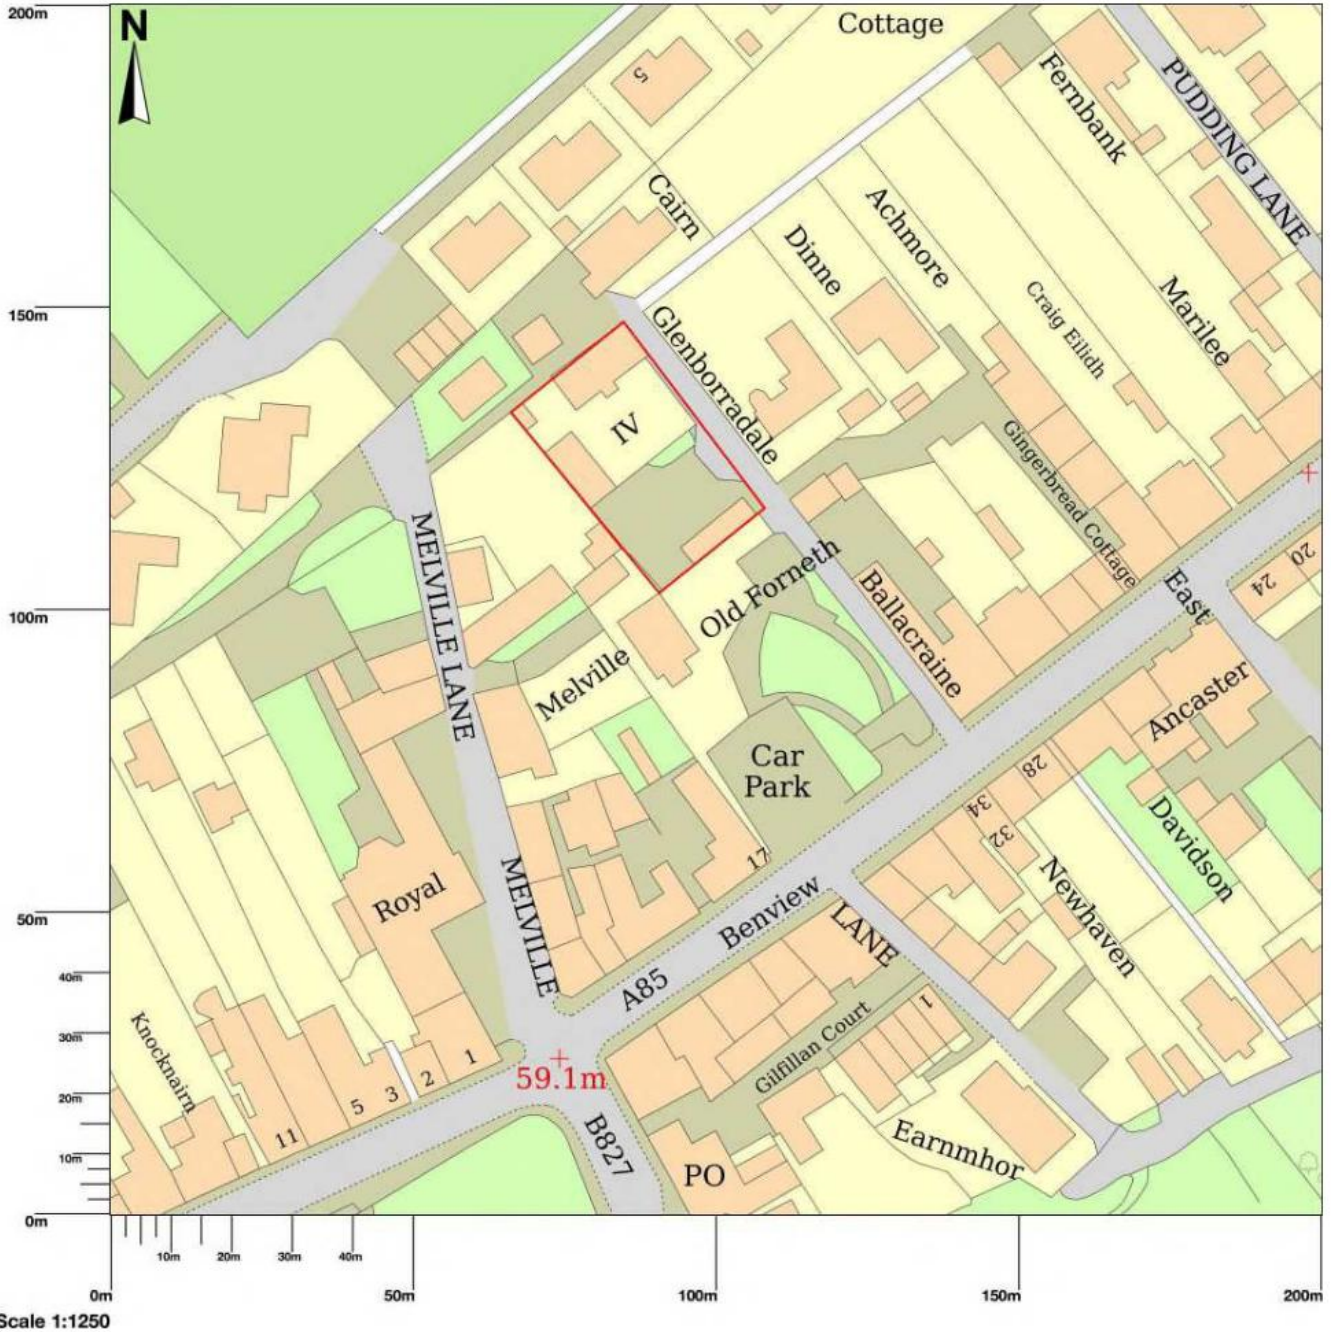 200m
N
Cottage
5
Fernbank
PUDDING LANE
Cairn
Achmore
Dinne
150m
Glenborradale
Craig Eilidh
Marilee
IV
Gingerbread Cottage
MELVILLE LANE
Old Forneth
Ballacraine
East
20
24
100m
Melville
Ancaster
Car
Park
28
34
32
Davidson
17
Newhaven
Royal
MELVILLE
Benview
LANE
50m
40m
A85
1
Gilfillan Court
30m
Knocknairn
59.1m
1
2
3
5
11
20m
B827
Earnmhor
10m
PO
0m
10m
20m
30m
40m
0m
50m
100m
150m
200m
Scale 1:1250